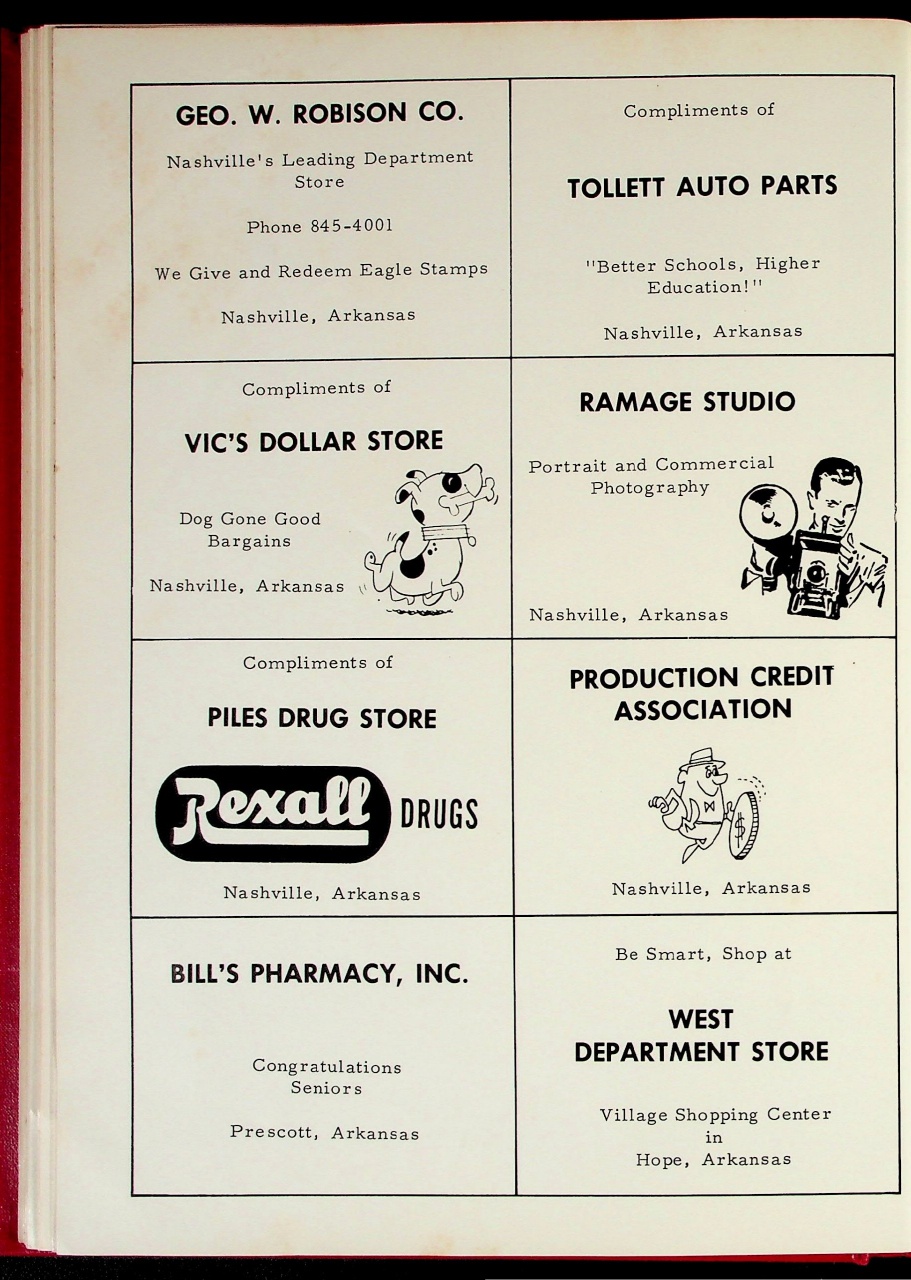 GEO. W. ROBISON CO.
Nashville's Leading Department
Store
Phone 845-4001
We Give and Redeem Eagle Stamps
Nashville, Arkansas
Compliments of
TOLLETT AUTO PARTS
"Better Schools, Higher
Education!"
Nashville, Arkansas
Compliments of
VIC'S DOLLAR STORE
Dog Gone Good
Bargains
Nashville, Arkansas
RAMAGE STUDIO
Portrait and Commercial
Photography
Nashville, Arkansas
Compliments of
PILES DRUG STORE
Rexall DRUGS
Nashville, Arkansas
PRODUCTION CREDIT
ASSOCIATION
$
Nashville, Arkansas
BILL'S PHARMACY, INC.
Congratulations
Seniors
Prescott, Arkansas
Be Smart, Shop at
WEST
DEPARTMENT STORE
Village Shopping Center
in
Hope, Arkansas